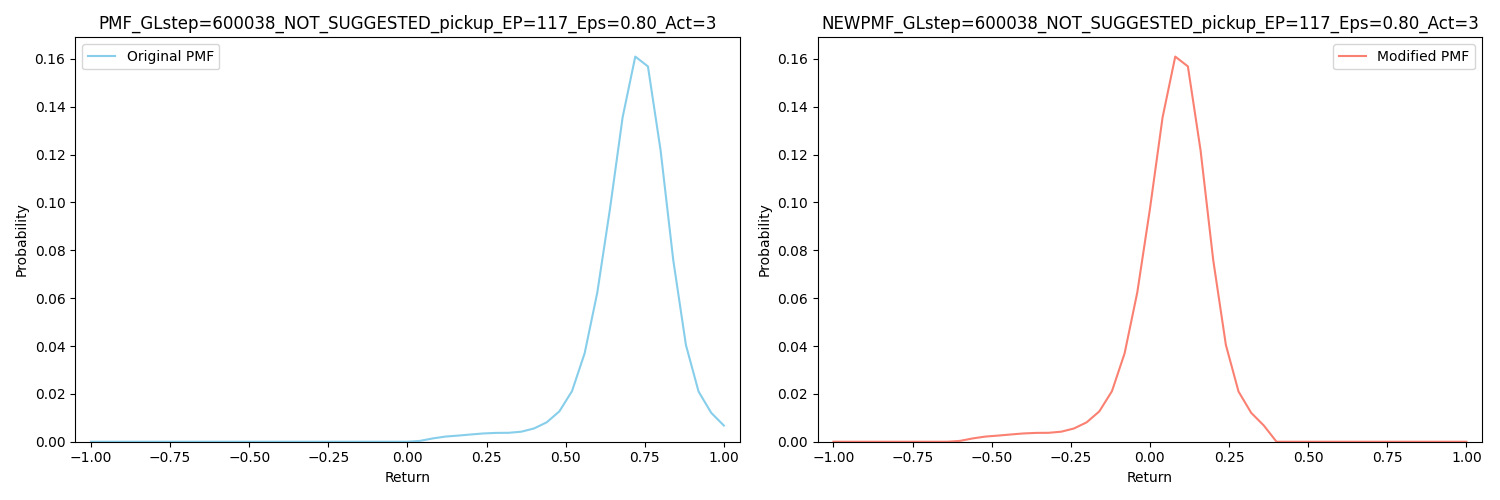 PMF_GLstep=600038_NOT_SUGGESTED_pickup_EP=117_Eps=0.80_Act=3
Original PMF
0.16
0.14
0.12
0.10
0.08
0.06
0.04
0.02
0.00
Probability
−1.00 −0.75 −0.50 −0.25 0.00 0.25 0.50 0.75 1.00
Return
NEWPMF_GLstep=600038_NOT_SUGGESTED_pickup_EP=117_Eps=0.80_Act=3
Modified PMF
0.16
0.14
0.12
0.10
0.08
0.06
0.04
0.02
0.00
Probability
−1.00 −0.75 −0.50 −0.25 0.00 0.25 0.50 0.75 1.00
Return